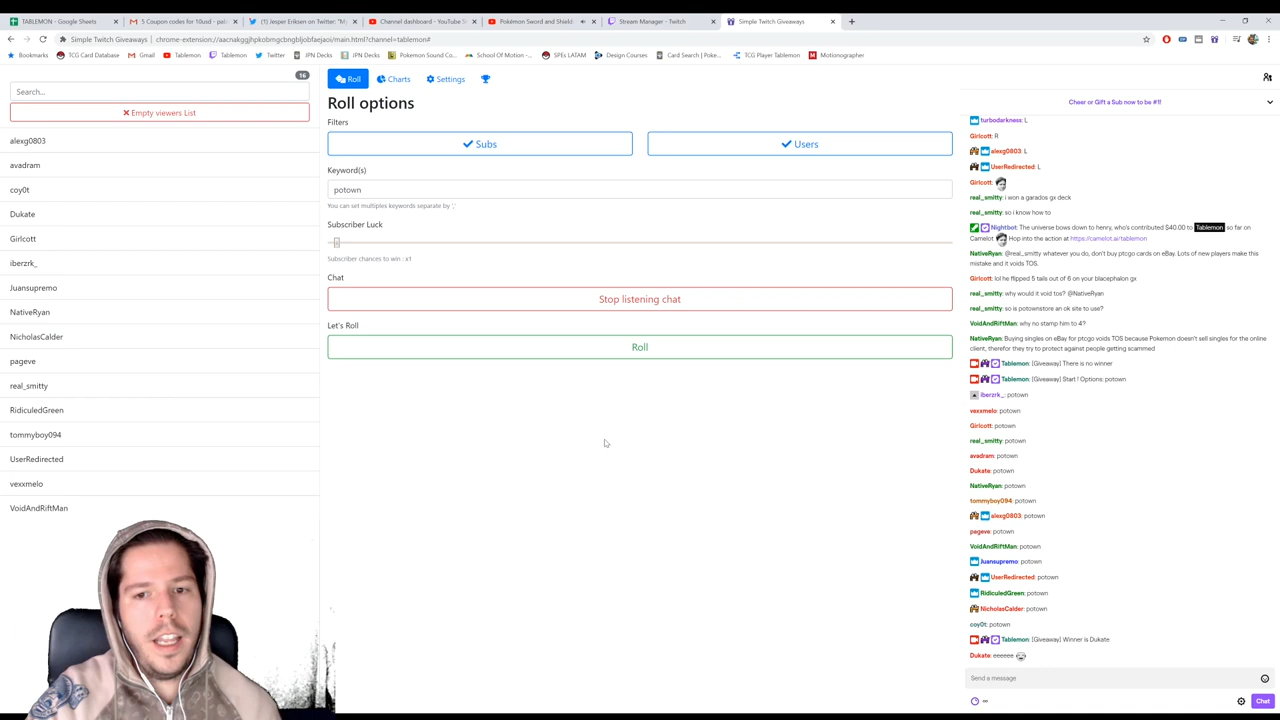 TABLEMON - Google Sheets
5 Coupon codes for 10usd - pal
(1) Jesper Eriksen on Twitter: "M
Channel dashboard - YouTube S
Pokémon Sword and Shield
Stream Manager - Twitch
Simple Twitch Giveaways
Simple Twitch Giveaways | chrome-extension://aacnakggjhpkobmgcbngbljobfaejaoi/main.html?channel=tablemon#
Bookmarks TCG Card Database Gmail Tablemon Tablemon Twitter JPN Decks JPN Decks Pokemon Sound Co... School Of Motion -... SPEs LATAM Design Courses Card Search | Poke... TCG Player Tablemon Motionographer
16
Search...
Empty viewers List
alexg0803
avadram
coy0t
Dukate
Girlcott
iberzrk_
Juansupremo
NativeRyan
NicholasCalder
pageve
real_smitty
RidiculedGreen
tommyboy094
UserRedirected
vexxmelo
VoidAndRiftMan
Roll Charts Settings
Roll options
Filters
Subs Users
Keyword(s)
potown
You can set multiples keywords separate by ','
Subscriber Luck
Subscriber chances to win : x1
Chat
Stop listening chat
Let's Roll
Roll
Cheer or Gift a Sub now to be #1!
turbodarkness: L
Girlcott: R
alexg0803: L
UserRedirected: L
Girlcott:
real_smitty: i won a garados gx deck
real_smitty: so i know how to
Nightbot: The universe bows down to henry, who's contributed $40.00 to Tablemon so far on
Camelot Hop into the action at https://camelot.ai/tablemon
NativeRyan: @real_smitty whatever you do, don't buy ptcgo cards on eBay. Lots of new players make this
mistake and it voids TOS.
Girlcott: lol he flipped 5 tails out of 6 on your blacephalon gx
real_smitty: why would it void tos? @NativeRyan
real_smitty: so is potownstore an ok site to use?
VoidAndRiftMan: why no stamp him to 4?
NativeRyan: Buying singles on eBay for ptcgo voids TOS because Pokemon doesn't sell singles for the online
client, therefor they try to protect against people getting scammed
Tablemon: [Giveaway] There is no winner
Tablemon: [Giveaway] Start ! Options: potown
iberzrk_: potown
vexxmelo: potown
Girlcott: potown
real_smitty: potown
avadram: potown
Dukate: potown
NativeRyan: potown
tommyboy094: potown
alexg0803: potown
pageve: potown
VoidAndRiftMan: potown
Juansupremo: potown
UserRedirected: potown
RidiculedGreen: potown
NicholasCalder: potown
coy0t: potown
Tablemon: [Giveaway] Winner is Dukate
Dukate: eeeeee
Send a message
Chat